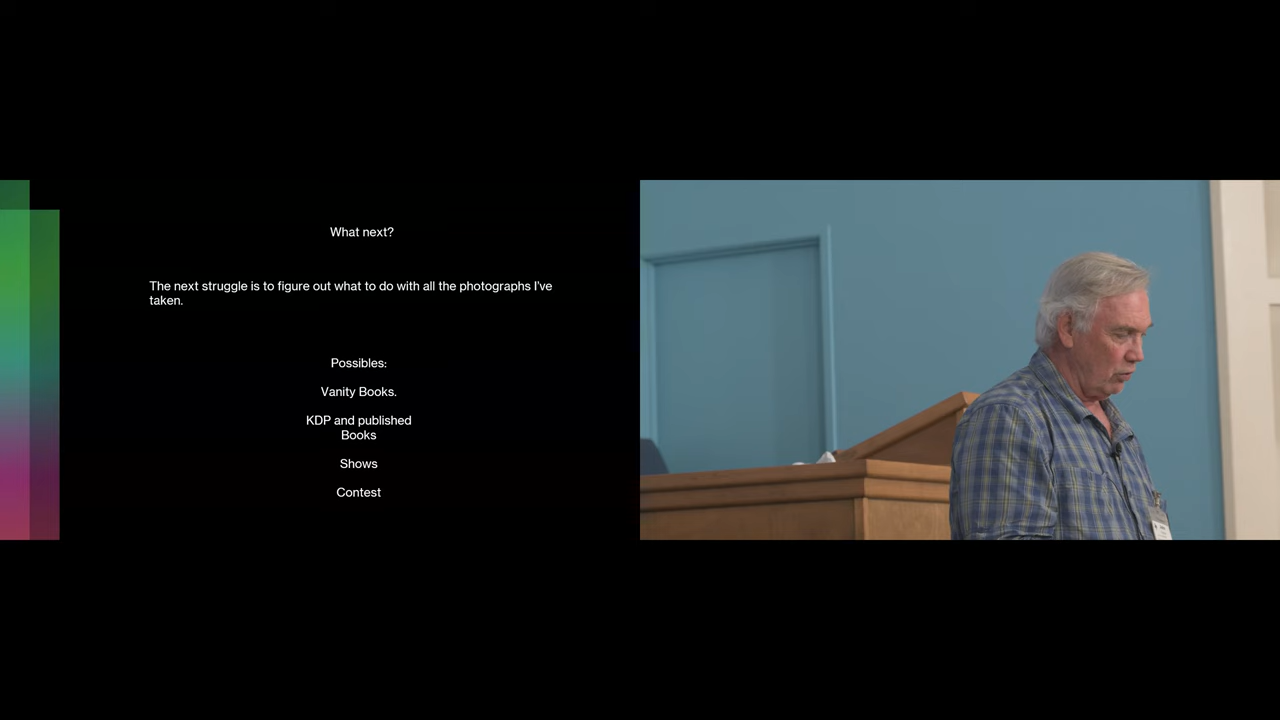 What next?
The next struggle is to figure out what to do with all the photographs I've
taken.
Possibles:
Vanity Books.
KDP and published
Books
Shows
Contest